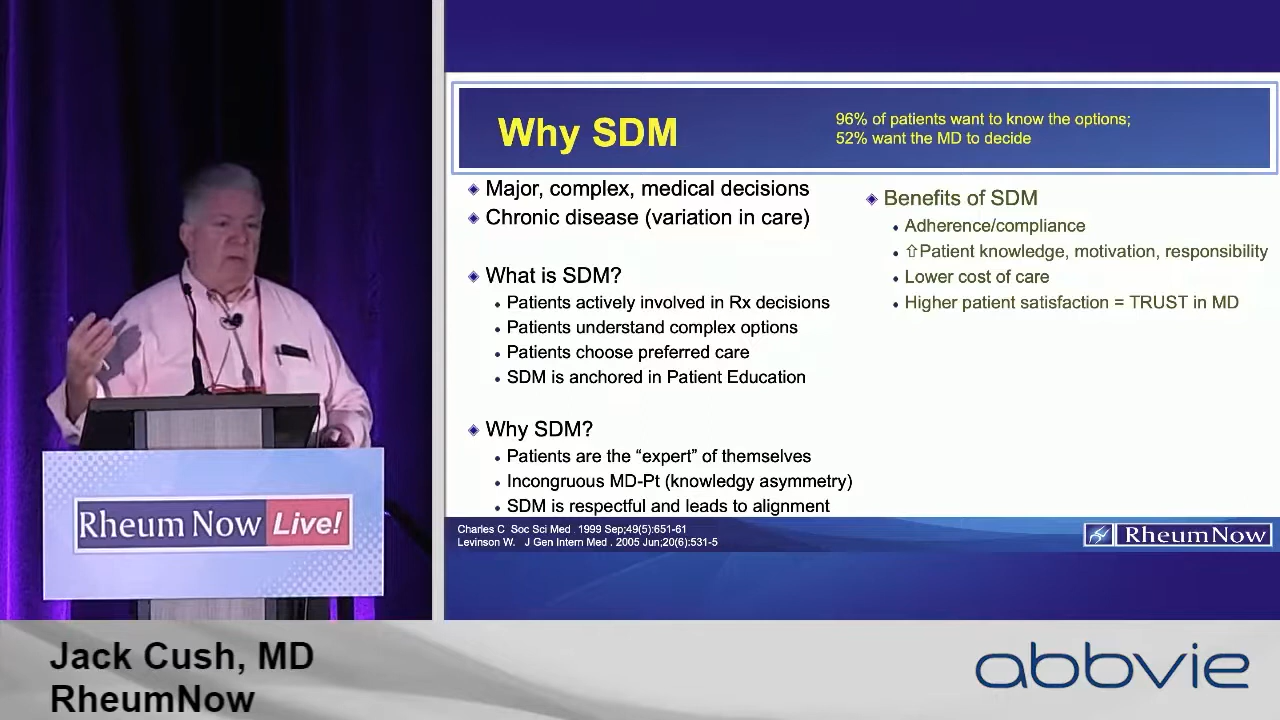 Why SDM
96% of patients want to know the options;
52% want the MD to decide
Major, complex, medical decisions
Chronic disease (variation in care)
What is SDM?
Patients actively involved in Rx decisions
Patients understand complex options
Patients choose preferred care
SDM is anchored in Patient Education
Why SDM?
Patients are the “expert” of themselves
Incongruous MD-Pt (knowledgy asymmetry)
SDM is respectful and leads to alignment
Benefits of SDM
Adherence/compliance
⇧Patient knowledge, motivation, responsibility
Lower cost of care
Higher patient satisfaction = TRUST in MD
Charles C Soc Sci Med . 1999 Sep;49(5):651-61
Levinson W. J Gen Intern Med . 2005 Jun;20(6):531-5
RheumNow
Rheum Now Live!
Jack Cush, MD
RheumNow
abbvie